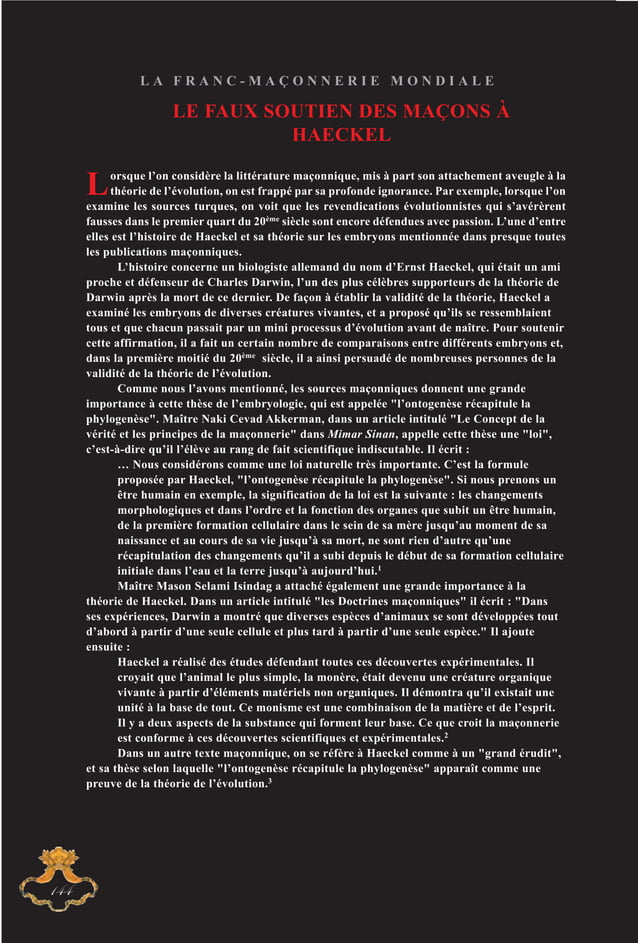 LA FRANC-MAÇONNERIE MONDIALE
LE FAUX SOUTIEN DES MAÇONS À
HAECKEL
Lorsque l’on considère la littérature maçonnique, mis à part son attachement aveugle à la
théorie de l’évolution, on est frappé par sa profonde ignorance. Par exemple, lorsque l’on
examine les sources turques, on voit que les revendications évolutionnistes qui s’avérèrent
fausses dans le premier quart du 20ème siècle sont encore défendues avec passion. L’une d’entre
elles est l’histoire de Haeckel et sa théorie sur les embryons mentionnée dans presque toutes
les publications maçonniques.
L’histoire concerne un biologiste allemand du nom d’Ernst Haeckel, qui était un ami
proche et défenseur de Charles Darwin, l’un des plus célèbres supporteurs de la théorie de
Darwin après la mort de ce dernier. De façon à établir la validité de la théorie, Haeckel a
examiné les embryons de diverses créatures vivantes, et a proposé qu’ils se ressemblaient
tous et que chacun passait par un mini processus d’évolution avant de naître. Pour soutenir
cette affirmation, il a fait un certain nombre de comparaisons entre différents embryons et,
dans la première moitié du 20ème siècle, il a ainsi persuadé de nombreuses personnes de la
validité de la théorie de l’évolution.
Comme nous l’avons mentionné, les sources maçonniques donnent une grande
importance à cette thèse de l’embryologie, qui est appelée "l’ontogenèse récapitule la
phylogenèse". Maître Naki Cevad Akkerman, dans un article intitulé "Le Concept de la
vérité et les principes de la maçonnerie" dans Mimar Sinan, appelle cette thèse une "loi",
c’est-à-dire qu’il l’élève au rang de fait scientifique indiscutable. Il écrit :
… Nous considérons comme une loi naturelle très importante. C’est la formule
proposée par Haeckel, "l’ontogenèse récapitule la phylogenèse". Si nous prenons un
être humain en exemple, la signification de la loi est la suivante : les changements
morphologiques et dans l’ordre et la fonction des organes que subit un être humain,
de la première formation cellulaire dans le sein de sa mère jusqu’au moment de sa
naissance et au cours de sa vie jusqu’à sa mort, ne sont rien d’autre qu’une
récapitulation des changements qu’il a subi depuis le début de sa formation cellulaire
initiale dans l’eau et la terre jusqu’à aujourd’hui.1
Maître Mason Selami Isindag a attaché également une grande importance à la
théorie de Haeckel. Dans un article intitulé "les Doctrines maçonniques" il écrit : "Dans
ses expériences, Darwin a montré que diverses espèces d’animaux se sont développées tout
d’abord à partir d’une seule cellule et plus tard à partir d’une seule espèce." Il ajoute
ensuite :
Haeckel a réalisé des études défendant toutes ces découvertes expérimentales. Il
croyait que l’animal le plus simple, la monère, était devenu une créature organique
vivante à partir d’éléments matériels non organiques. Il démontra qu’il existait une
unité à la base de tout. Ce monisme est une combinaison de la matière et de l’esprit.
Il y a deux aspects de la substance qui forment leur base. Ce que croit la maçonnerie
est conforme à ces découvertes scientifiques et expérimentales.2
Dans un autre texte maçonnique, on se réfère à Haeckel comme à un "grand érudit",
et sa thèse selon laquelle "l’ontogenèse récapitule la phylogenèse" apparaît comme une
preuve de la théorie de l’évolution.3
144